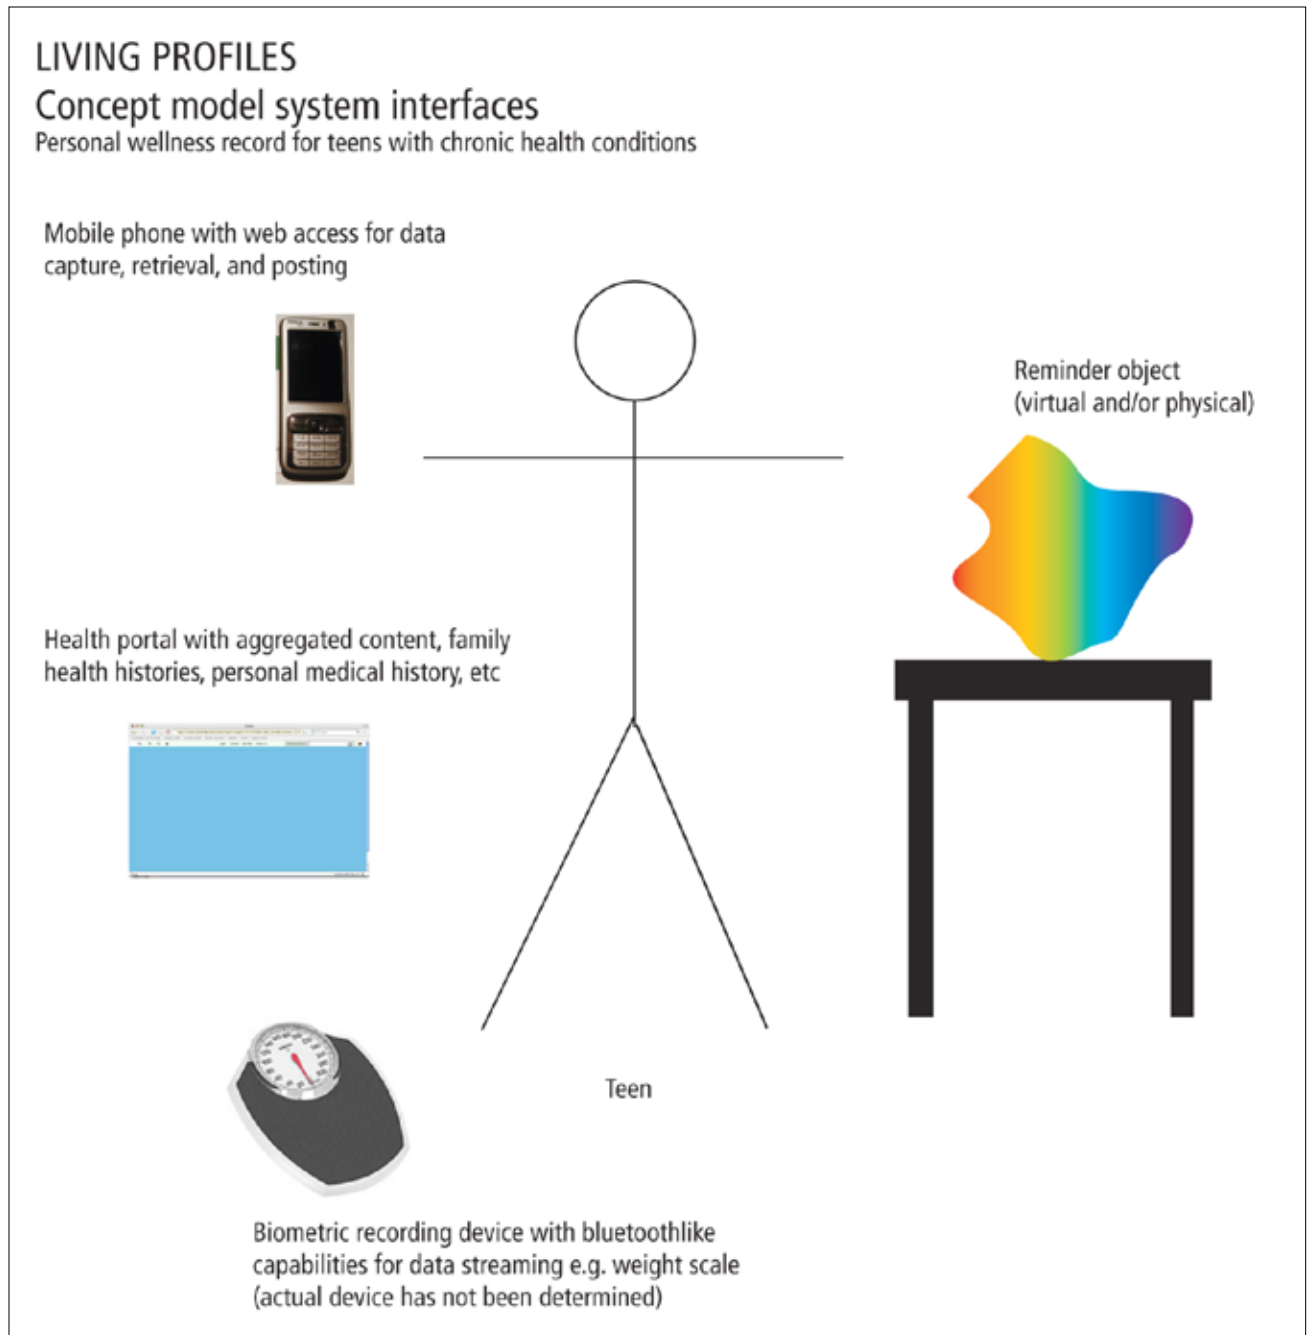 LIVING PROFILES
Concept model system interfaces
Personal wellness record for teens with chronic health conditions
Mobile phone with web access for data
capture, retrieval, and posting
Reminder object
(virtual and/or physical)
Health portal with aggregated content, family
health histories, personal medical history, etc
Teen
Biometric recording device with bluetoothlike
capabilities for data streaming e.g. weight scale
(actual device has not been determined)